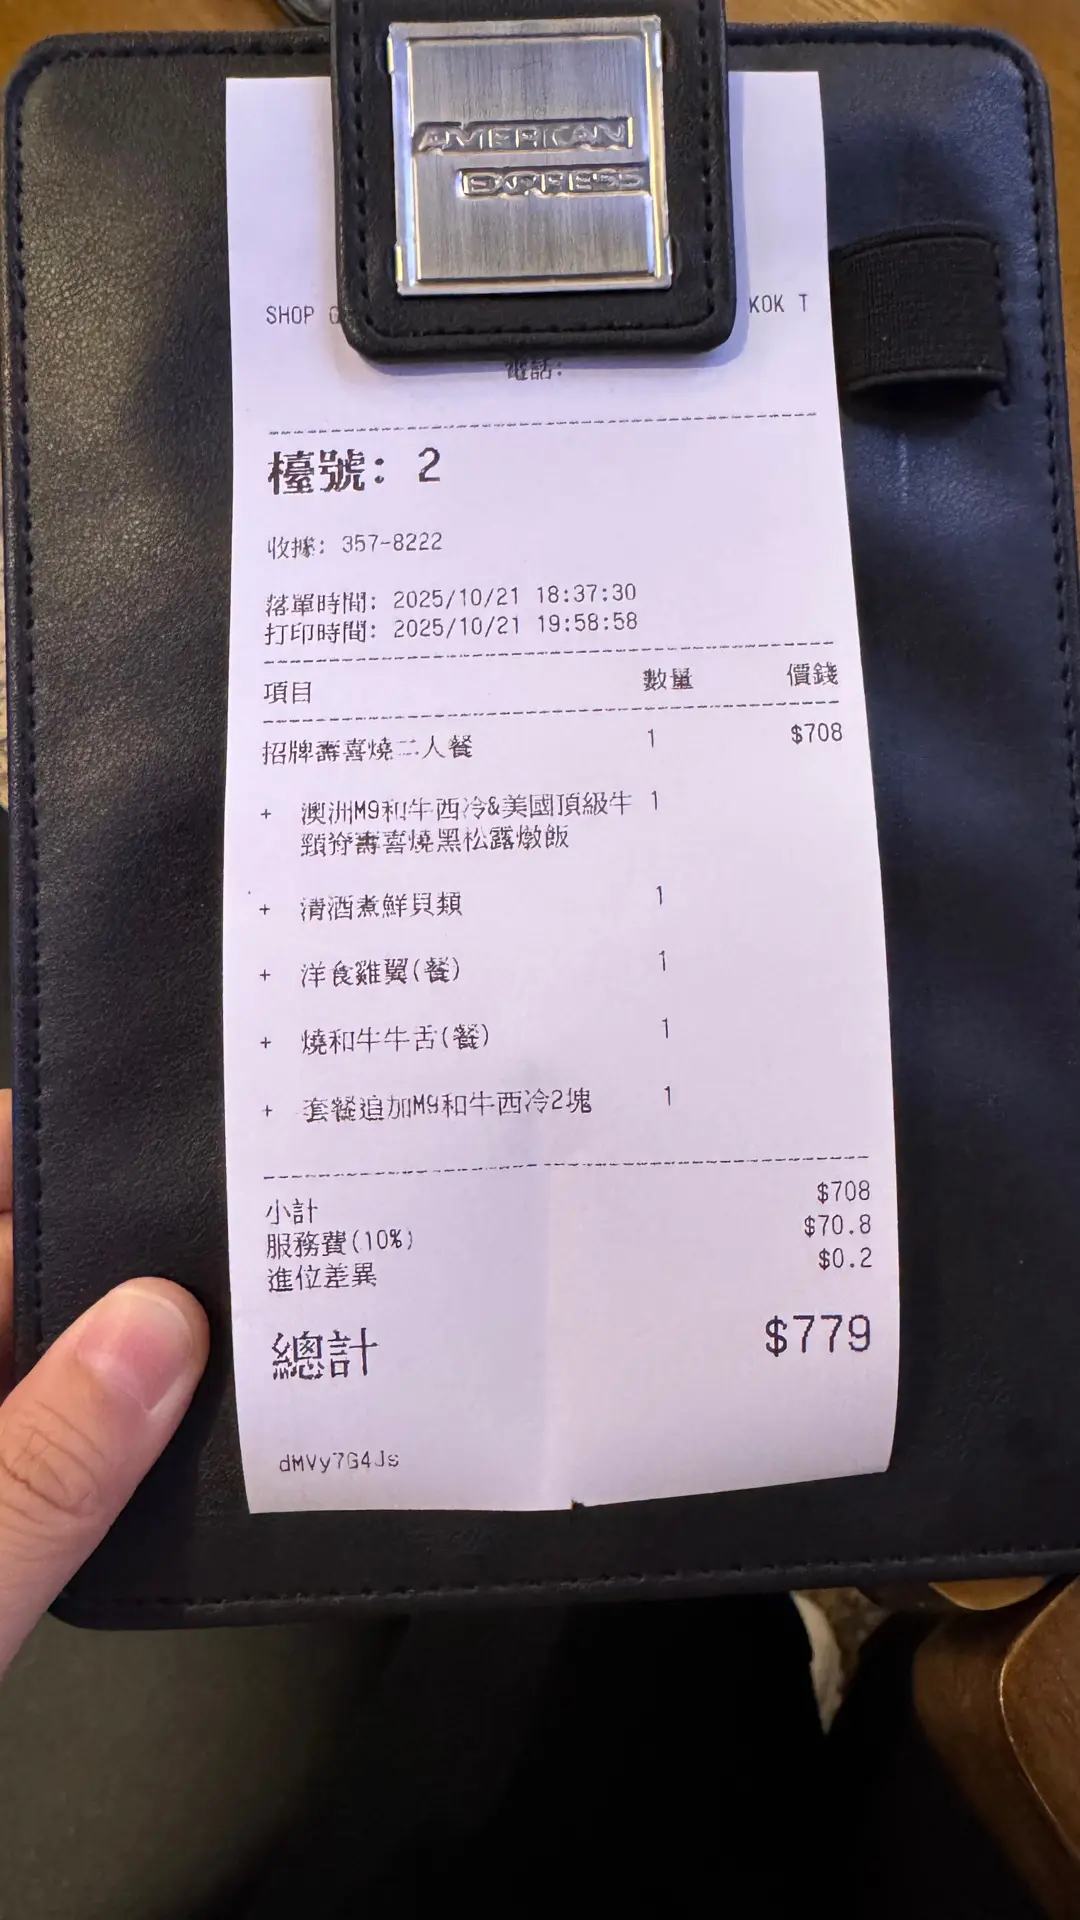 AMERICAN
EXPRESS
SHOP KOK T
電話:
檯號: 2
收據: 357-8222
落單時間: 2025/10/21 18:37:30
打印時間: 2025/10/21 19:58:58
項目 數量 價錢
招牌壽喜燒二人餐 1 $708
+ 澳洲M9和牛西冷&美國頂級牛 1
頸脊壽喜燒黑松露燉飯
+ 清酒煮鮮貝類 1
+ 洋食雞翼(餐) 1
+ 燒和牛牛舌(餐) 1
+ 套餐追加M9和牛西冷2塊 1
小計 $708
服務費(10%) $70.8
進位差異 $0.2
總計 $779
dMVy7G4Js